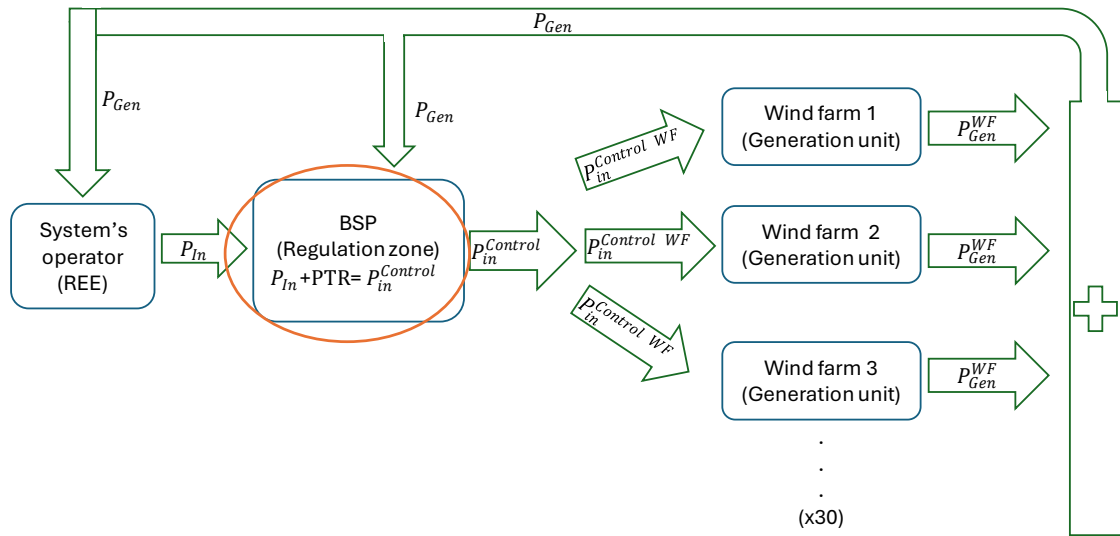 P_Gen
P_Gen
P_Gen
System's
operator
(REE)
P_In
BSP
(Regulation zone)
P_In +PTR= P_in^Control
P_in^Control
P_in^Control WF
P_in^Control WF
P_in^Control WF
Wind farm 1
(Generation unit)
P_Gen^WF
Wind farm 2
(Generation unit)
P_Gen^WF
Wind farm 3
(Generation unit)
P_Gen^WF
.
.
.
(x30)